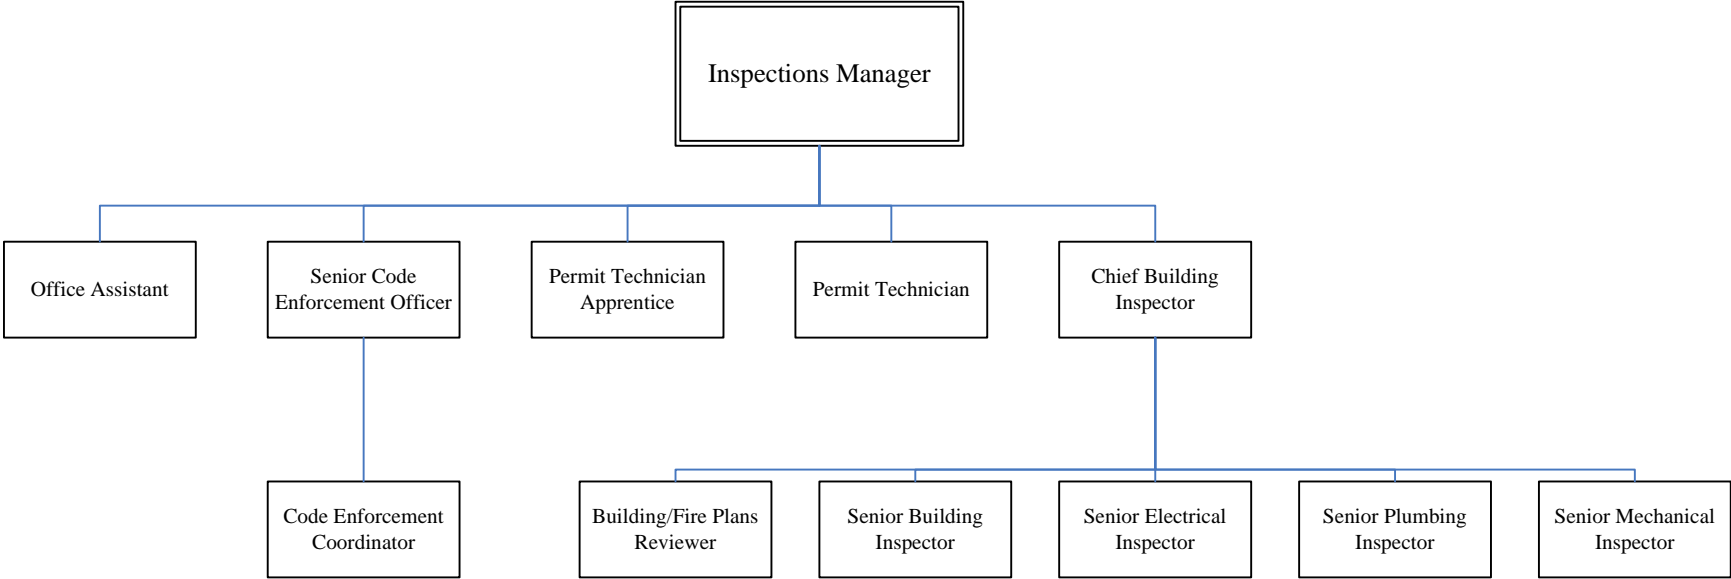 Inspections Manager
Office Assistant
Senior Code
Enforcement Officer
Permit Technician
Apprentice
Permit Technician
Chief Building
Inspector
Code Enforcement
Coordinator
Building/Fire Plans
Reviewer
Senior Building
Inspector
Senior Electrical
Inspector
Senior Plumbing
Inspector
Senior Mechanical
Inspector